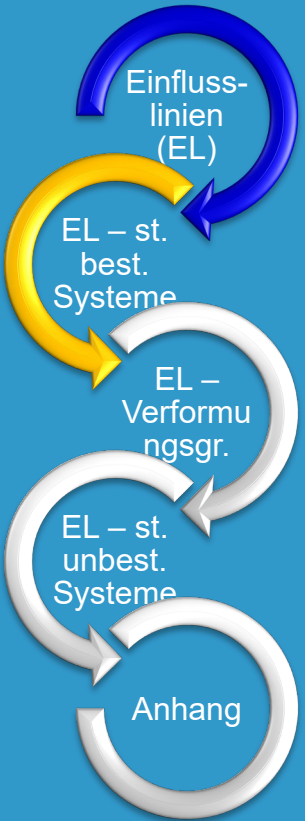 Einfluss-
linien
(EL)
EL – st.
best.
Systeme
EL –
Verformu
ngsgr.
EL – st.
unbest.
Systeme
Anhang